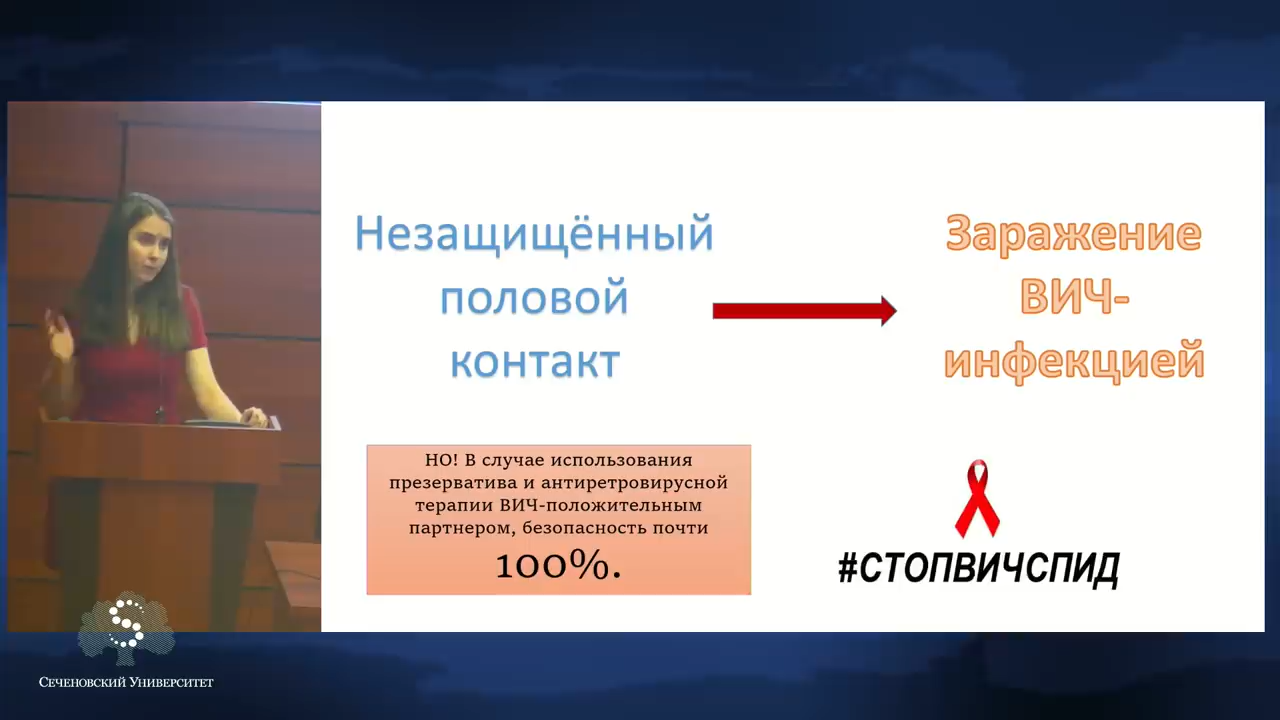 Незащищённый
половой
контакт
Заражение
ВИЧ-
инфекцией
НО! В случае использования
презерватива и антиретровирусной
терапии ВИЧ-положительным
партнером, безопасность почти
100%.
#СТОПВИЧСПИД
СЕЧЕНОВСКИЙ УНИВЕРСИТЕТ